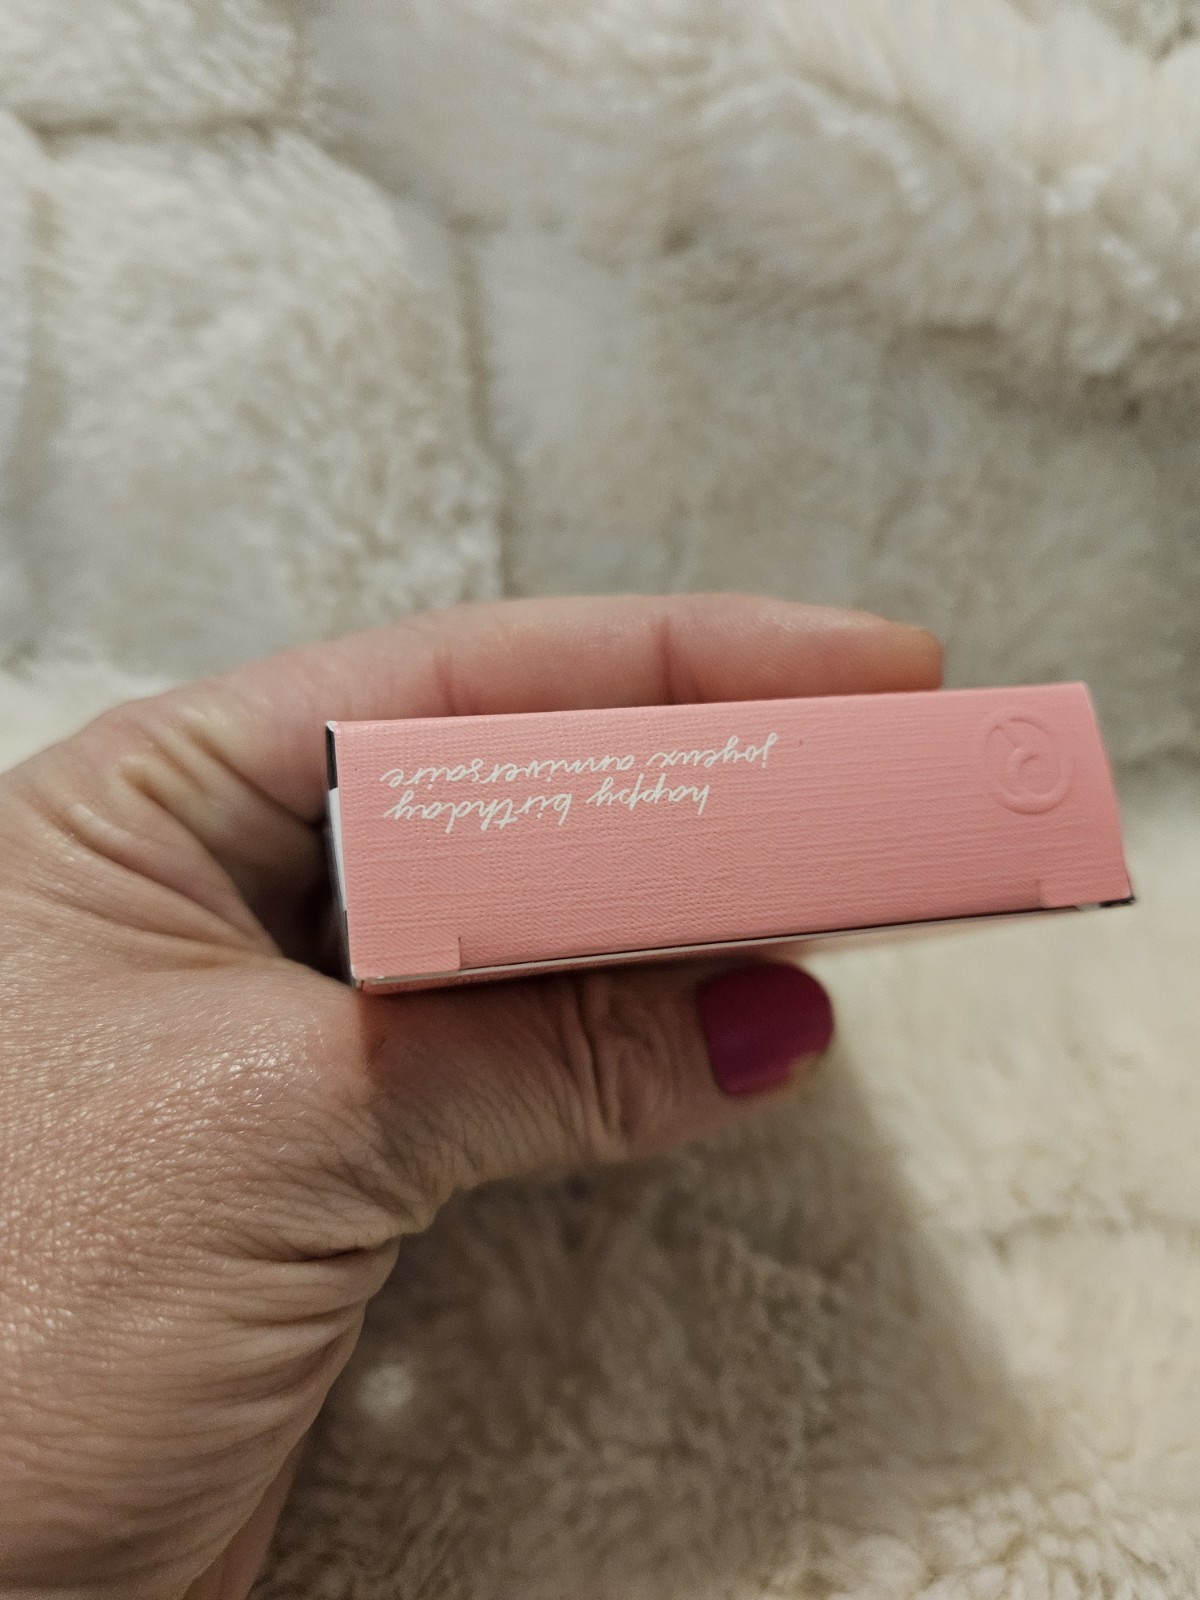 happy birthday
joyeux anniversaire